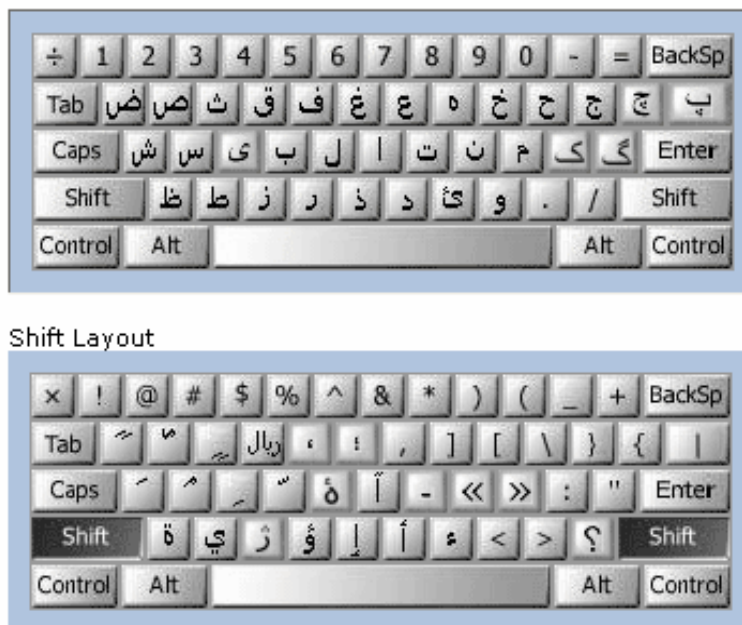 ÷ 1 2 3 4 5 6 7 8 9 0 - = BackSp
Tab ض ص ث ق ف غ ع ه خ ح ج چ پ
Caps ش س ی ب ل ا ت ن م ک گ Enter
Shift ظ ط ز ر ذ د ئ و . / Shift
Control Alt Alt Control
Shift Layout
× ! @ # $ % ^ & * ) ( _ + BackSp
Tab ً ٌ ٍ ریال ، ؛ , ] [ \ } { |
Caps َ ُ ِ ّ ۀ آ ـ « » : " Enter
Shift ة ي ژ ؤ إ أ ء < > ؟ Shift
Control Alt Alt Control